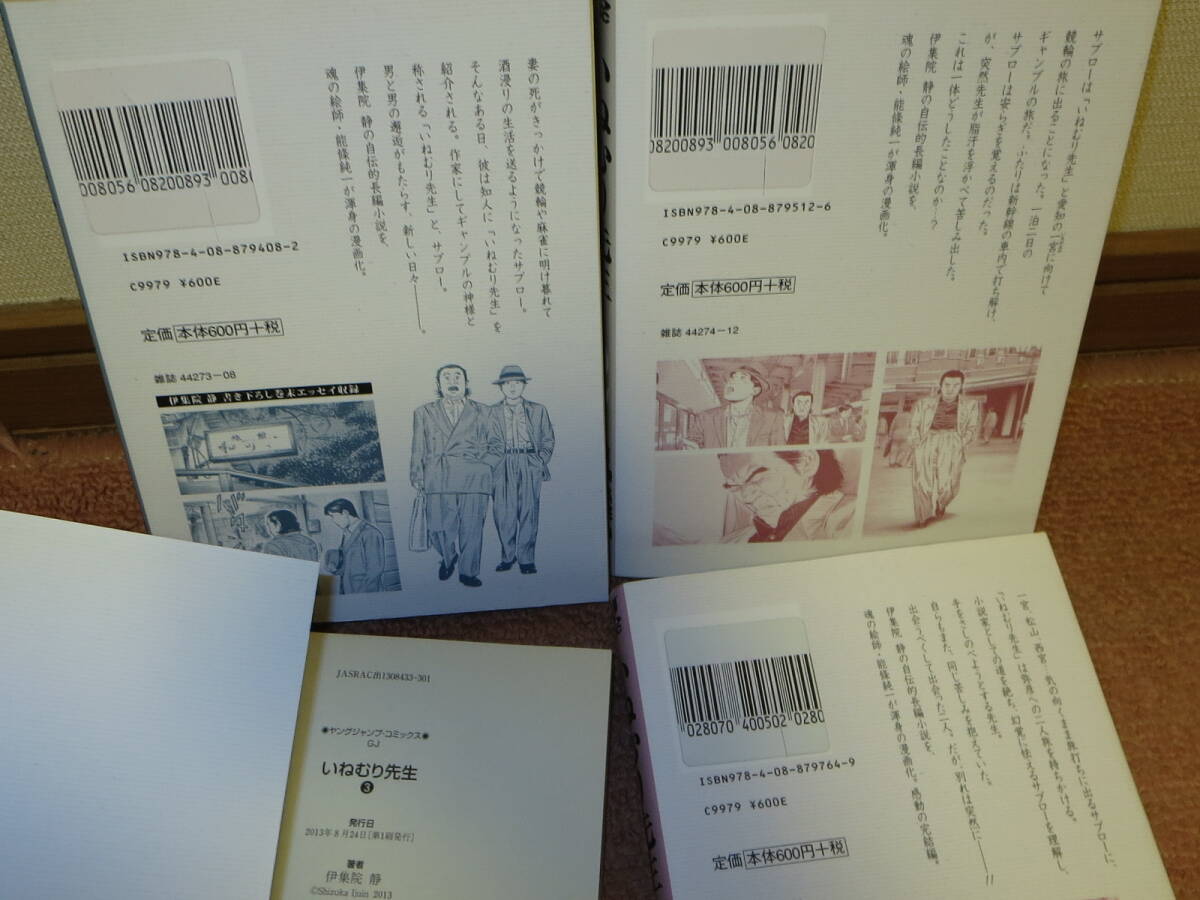 妻の死がきっかけで競輪や麻雀に明け暮れて
酒浸りの生活を送るようになったサブロー。
そんなある日、彼は知人に「いねむり先生」を
紹介される。作家にしてギャンブルの神様と
称される「いねむり先生」と、サブロー。
男と男の邂逅がもたらす、新しい日々――。
伊集院 静の自伝的長編小説を、
魂の絵師・能條純一が渾身の漫画化。
008056 08200893 0080
ISBN978-4-08-879408-2
C9979 ¥600E
定価 本体600円十税
雑誌 44273-08
伊集院 静 書き下ろし巻末エッセイ収録
サブローは「いねむり先生」と愛知の一宮に向けて
競輪の旅に出ることになった。一泊二日の
ギャンブルの旅だ。ふたりは新幹線の車内で打ち解け、
サブローは安らぎを覚えるのだった。
が、突然先生が脂汗を浮かべて苦しみ出した。
これは一体どうしたことなのか…?
伊集院 静の自伝的長編小説を、
魂の絵師・能條純一が渾身の漫画化。
08200893 008056 0820
ISBN978-4-08-879512-6
C9979 ¥600E
定価 本体600円十税
雑誌 44274-12
一宮、松山、西宮…気の向くまま旅打ちに出るサブローに、
「いねむり先生」は弥彦への二人旅を持ちかける。
小説家としての道を絶ち、幻覚に怯えるサブローを理解し、
手をさしのべようとする先生。
自らもまた、同じ苦しみを抱えていた。
出会うべくして出会った二人。だが、別れは突然に――!!
伊集院 静の自伝的長編小説を、
魂の絵師・能條純一が渾身の漫画化。感動の完結編。
028070 400502 0280
ISBN978-4-08-879764-9
C9979 ¥600E
定価 本体600円十税
JASRAC出1308433-301
◉ヤングジャンプ・コミックス◉
GJ
いねむり先生
❸
発行日
2013年8月24日[第1刷発行]
著者
伊集院 静
©Shizuka Ijuin 2013